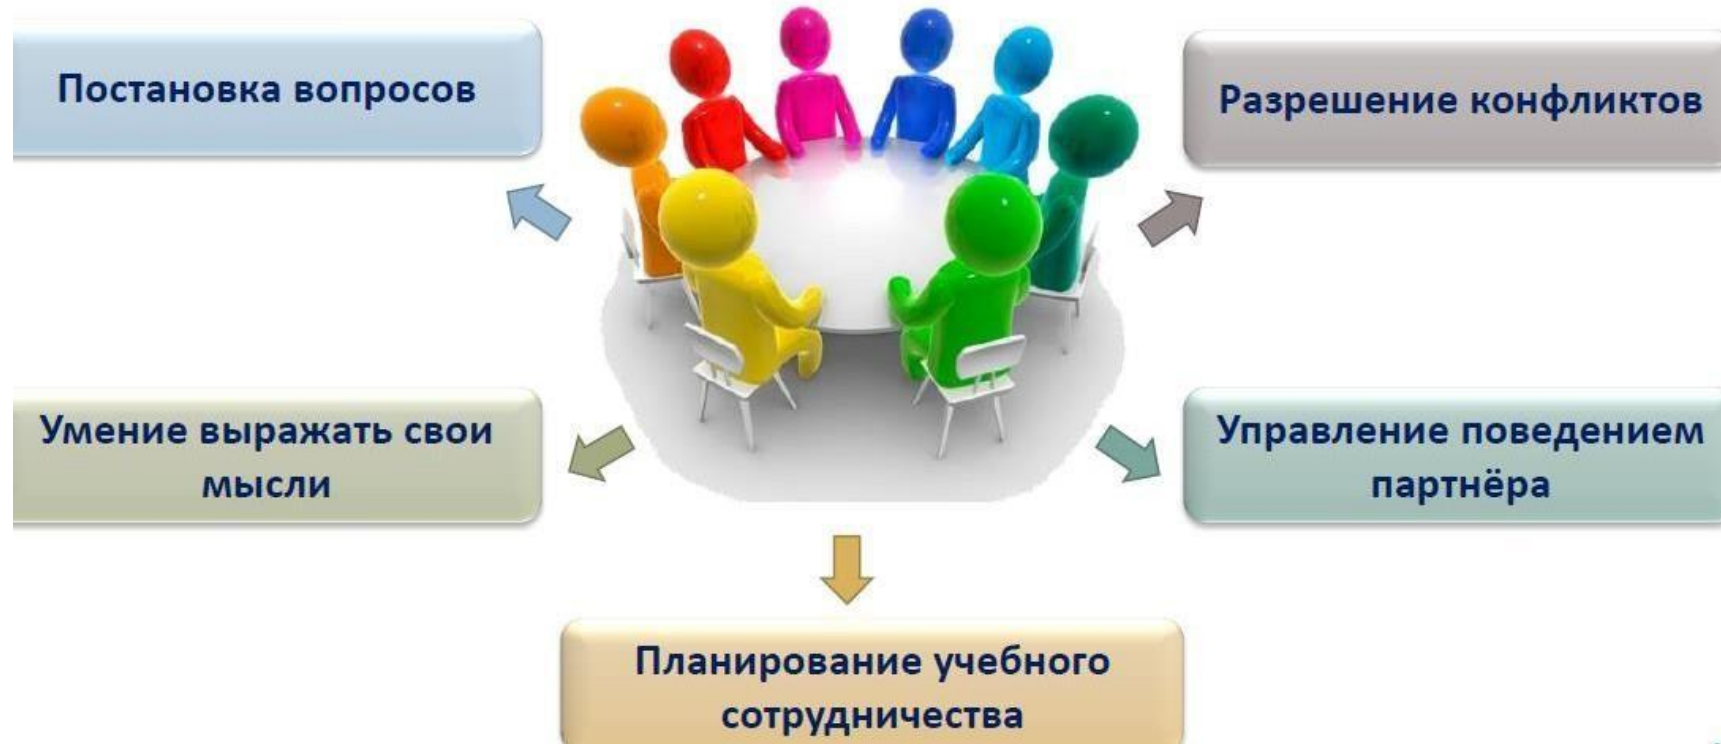 Постановка вопросов
Разрешение конфликтов
Умение выражать свои
мысли
Управление поведением
партнёра
Планирование учебного
сотрудничества